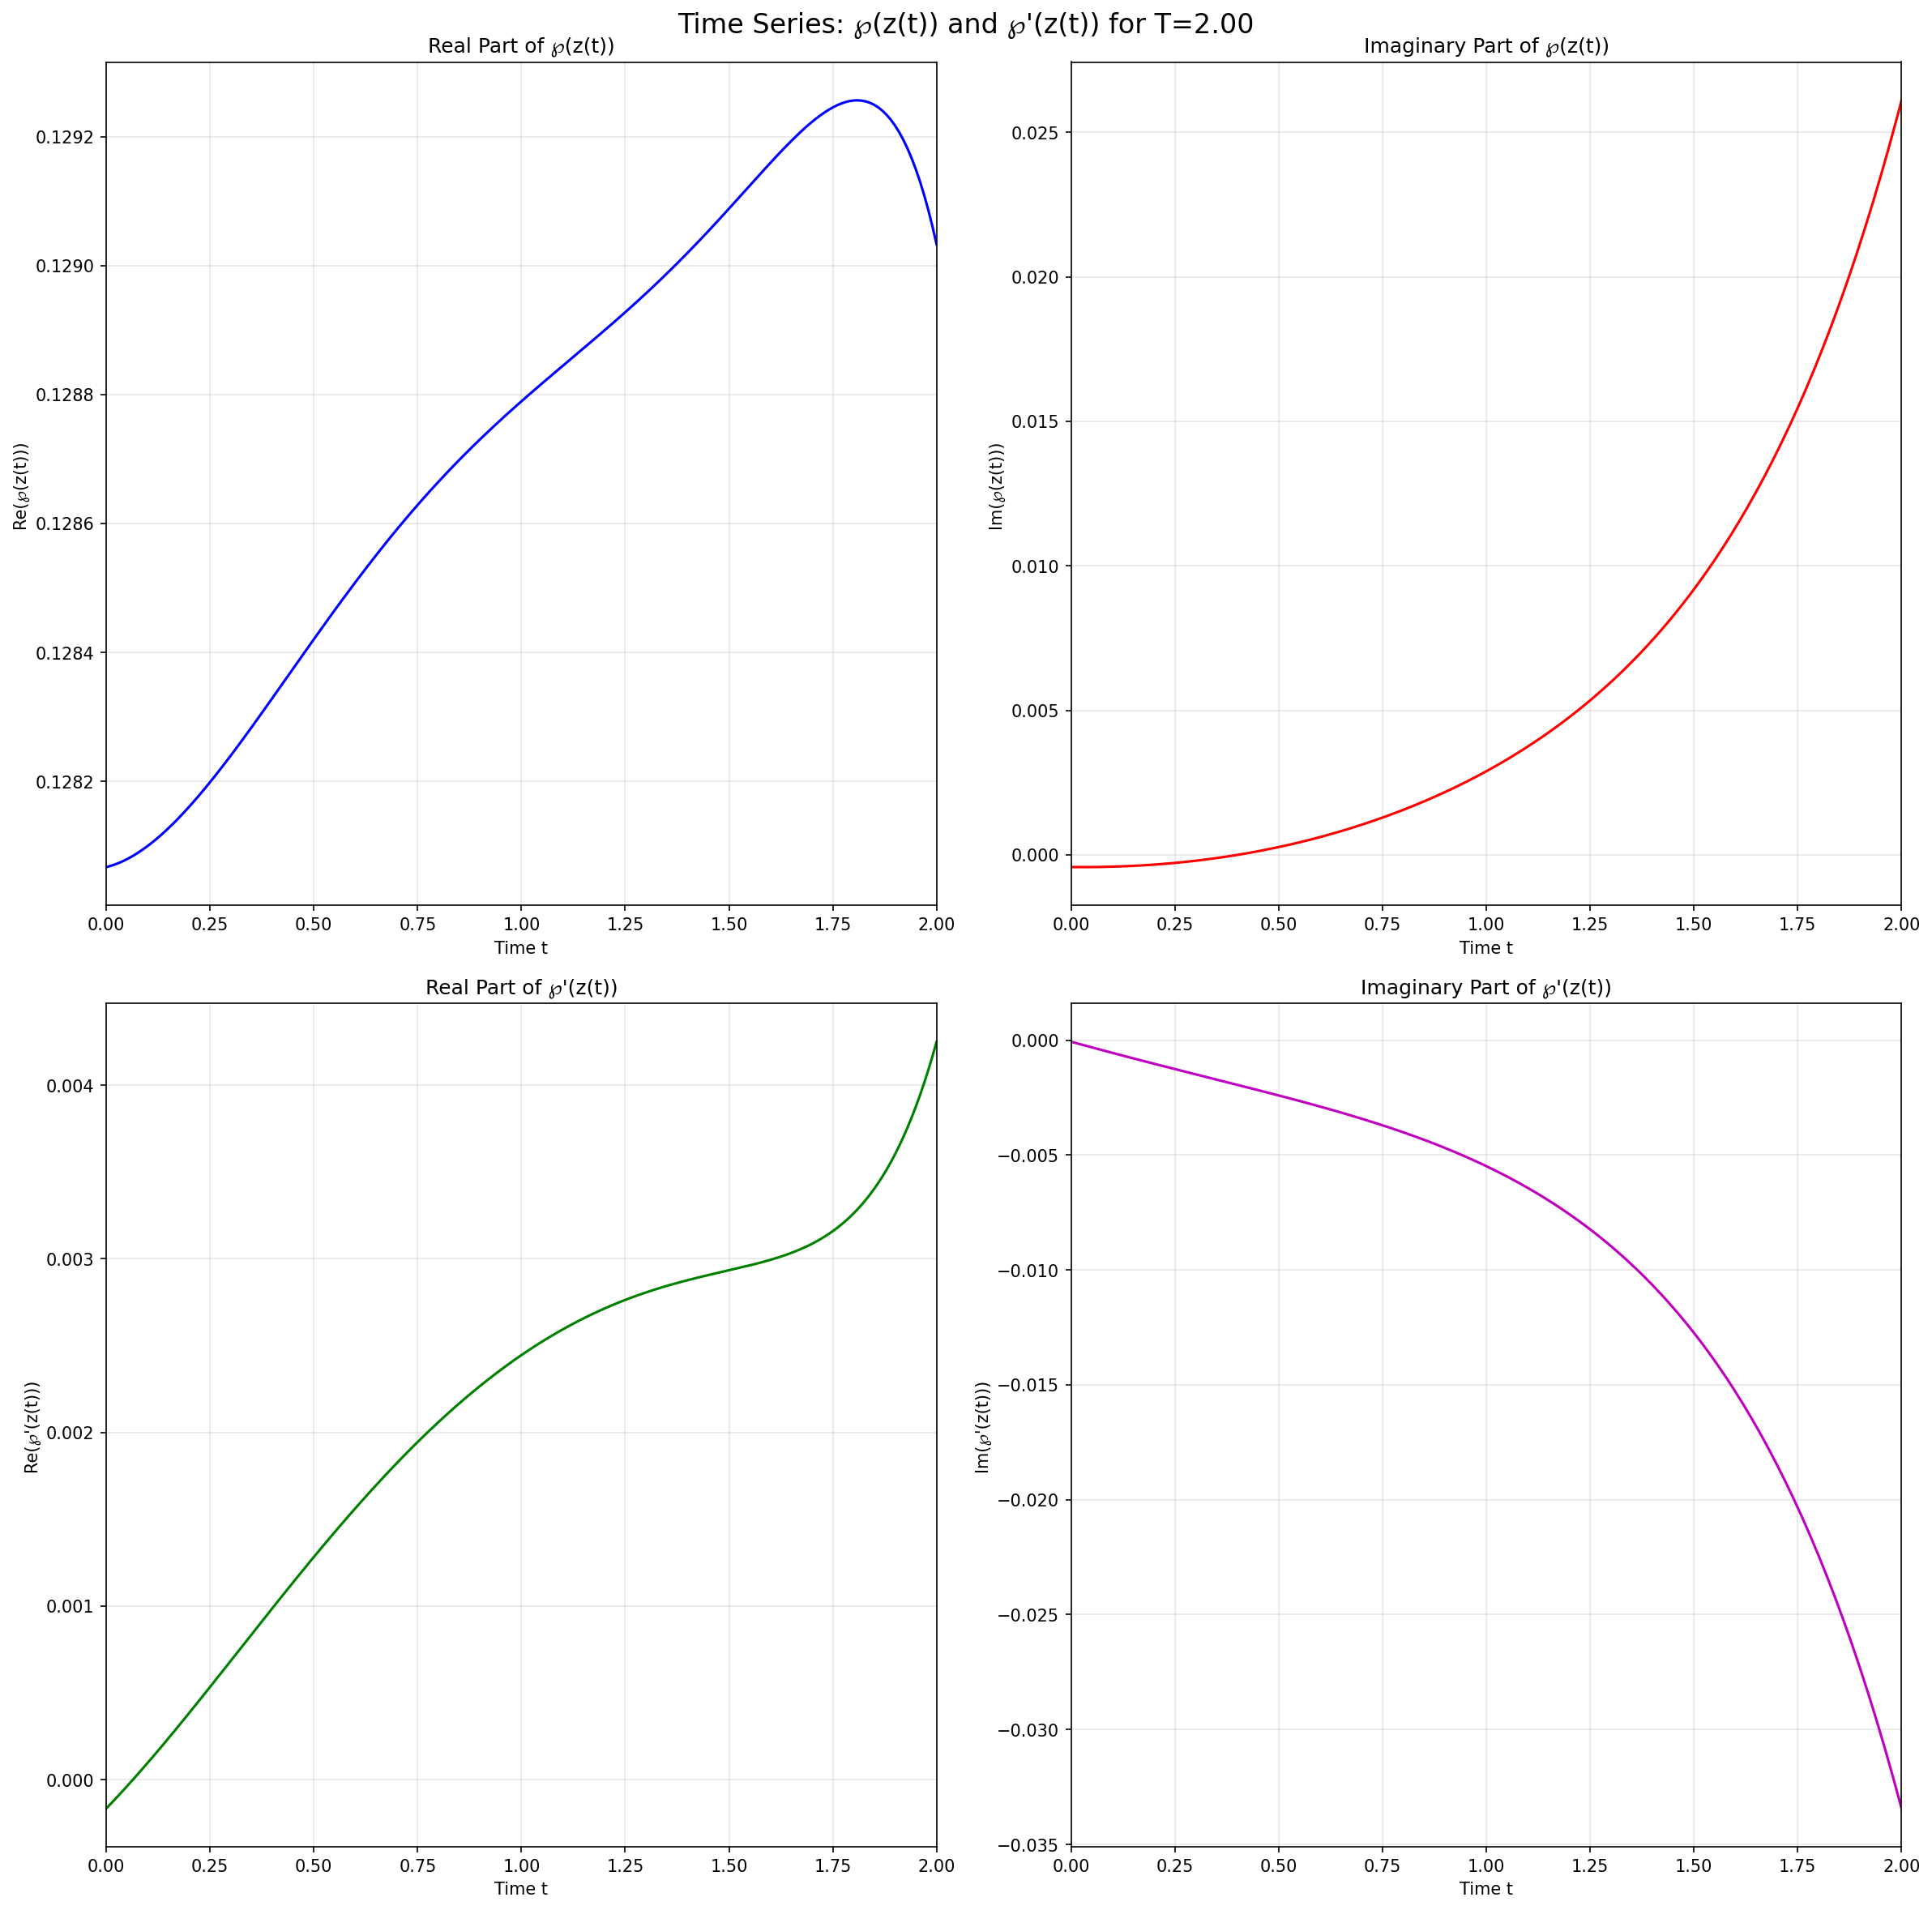 Time Series: ℘(z(t)) and ℘'(z(t)) for T=2.00
Real Part of ℘(z(t))
Re(℘(z(t)))
0.1292
0.1290
0.1288
0.1286
0.1284
0.1282
0.00 0.25 0.50 0.75 1.00 1.25 1.50 1.75 2.00
Time t
Imaginary Part of ℘(z(t))
Im(℘(z(t)))
0.025
0.020
0.015
0.010
0.005
0.000
0.00 0.25 0.50 0.75 1.00 1.25 1.50 1.75 2.00
Time t
Real Part of ℘'(z(t))
Re(℘'(z(t)))
0.004
0.003
0.002
0.001
0.000
0.00 0.25 0.50 0.75 1.00 1.25 1.50 1.75 2.00
Time t
Imaginary Part of ℘'(z(t))
Im(℘'(z(t)))
0.000
−0.005
−0.010
−0.015
−0.020
−0.025
−0.030
−0.035
0.00 0.25 0.50 0.75 1.00 1.25 1.50 1.75 2.00
Time t